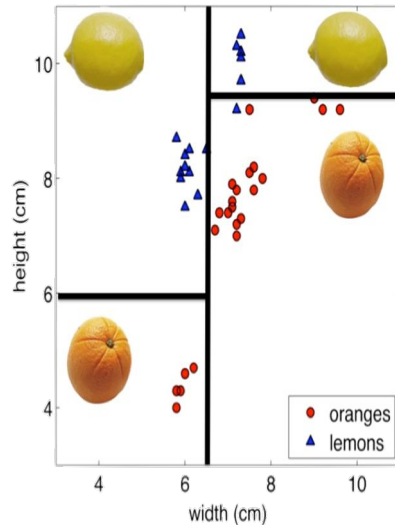 10
8
6
4
height (cm)
4 6 8 10
width (cm)
oranges
lemons